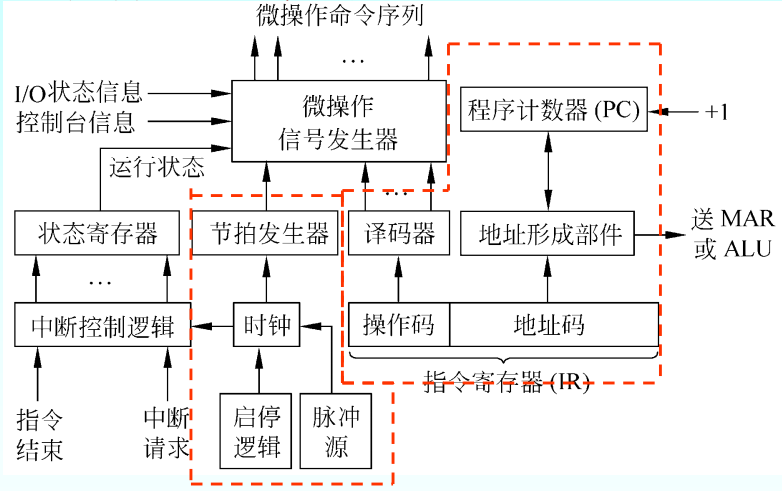 微操作命令序列
…
I/O状态信息
控制台信息
运行状态
微操作
信号发生器
程序计数器 (PC)
+1
…
状态寄存器
节拍发生器
译码器
地址形成部件
送 MAR
或 ALU
…
中断控制逻辑
时钟
操作码
地址码
指令寄存器 (IR)
指令
结束
中断
请求
启停
逻辑
脉冲
源